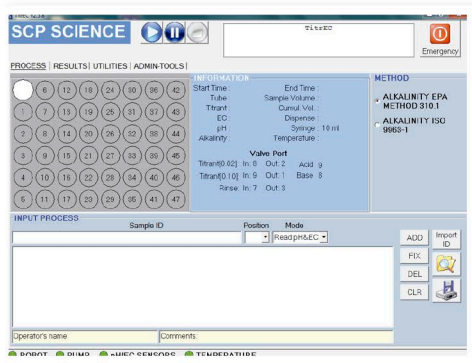 SCP SCIENCE
TitrEC
Emergency
PROCESS | RESULTS | UTILITIES | ADMIN-TOOLS |
6 12 18 24 30 36 42
1 7 13 19 25 31 37 43
2 8 14 20 26 32 38 44
3 9 15 21 27 33 39 45
4 10 16 22 28 34 40 46
5 11 17 23 29 35 41 47
INFORMATION
Start Time : End Time :
Tube : Sample Volume :
Titrant : Cumul. Vol. :
EC : Dispense :
pH : Syringe : 10 ml
Alkalinity : Temperature :
Valve Port
Titrant[0.02] In: 8 Out: 2 Acid 9
Titrant[0.10] In: 9 Out: 1 Base 8
Rinse In: 7 Out: 3
METHOD
ALKALINITY EPA
METHOD 310.1
ALKALINITY ISO
9963-1
INPUT PROCESS
Sample ID Position Mode
Read pH&EC
ADD Import
ID
FIX
DEL
CLR
Operator's name Comments:
ROBOT PUMP pH/EC SENSORS TEMPERATURE